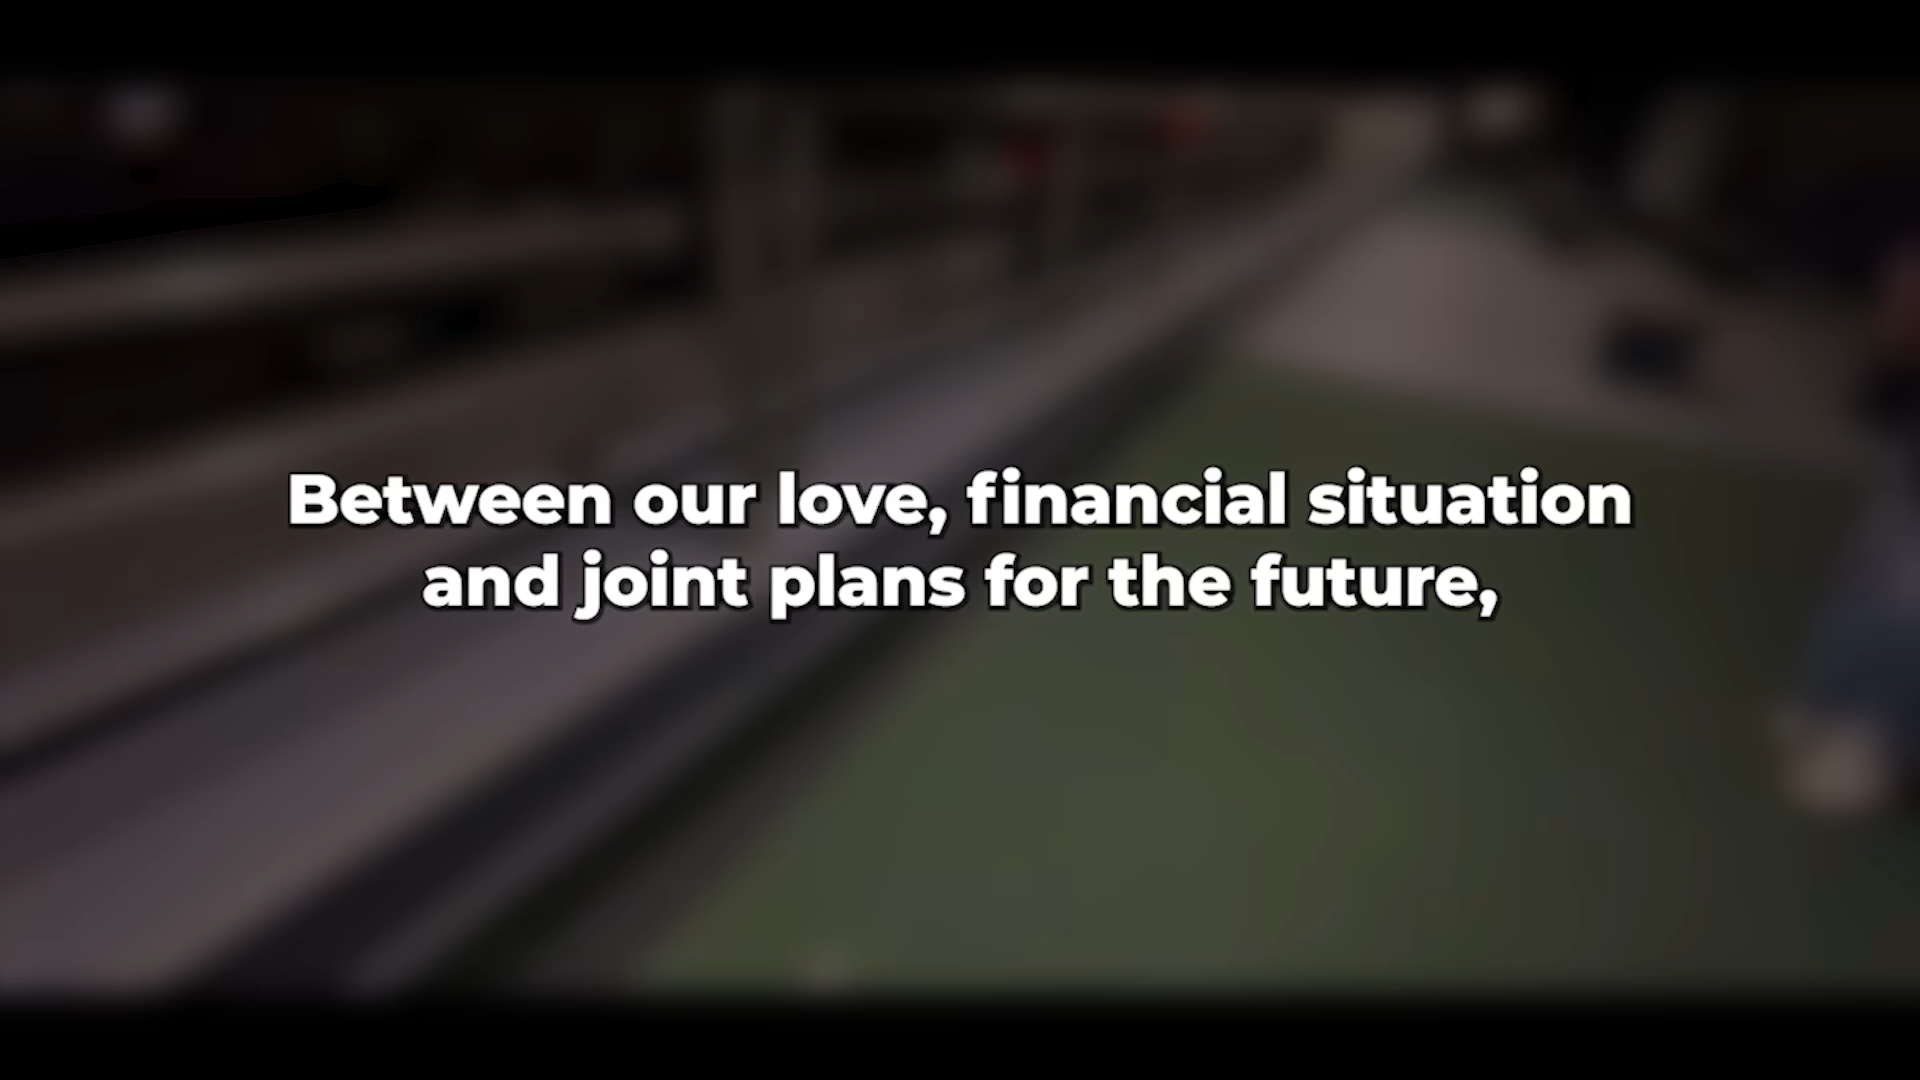 Between our love, financial situation
and joint plans for the future,